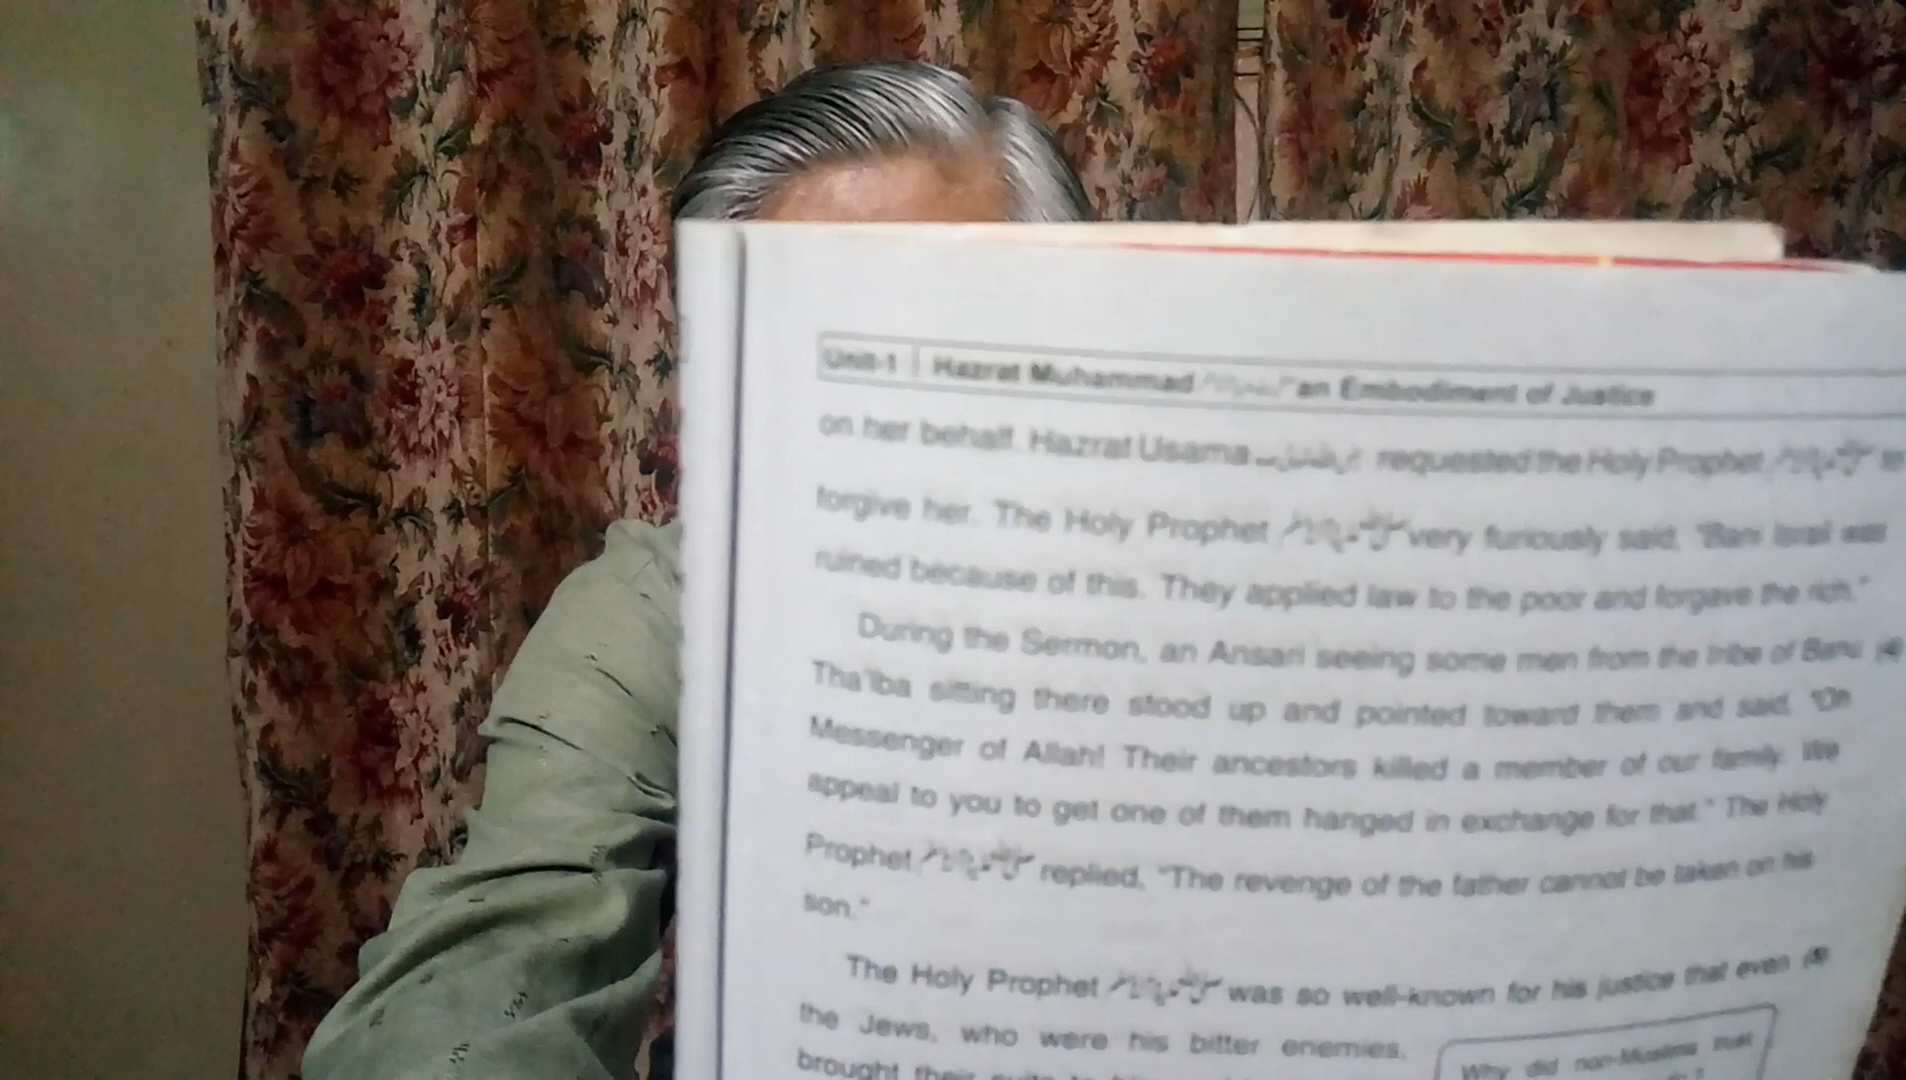 Unit-1 Hazrat Muhammad an Embodiment of Justice
on her behalf. Hazrat Usama requested the Holy Prophet to
forgive her. The Holy Prophet very furiously said, "Bani Israil was
ruined because of this. They applied law to the poor and forgave the rich."
During the Sermon, an Ansari seeing some men from the tribe of Banu (4)
Tha'lba sitting there stood up and pointed toward them and said, "Oh
Messenger of Allah! Their ancestors killed a member of our family. We
appeal to you to get one of them hanged in exchange for that." The Holy
Prophet replied, "The revenge of the father cannot be taken on his
son."
The Holy Prophet was so well-known for his justice that even (5)
the Jews, who were his bitter enemies,
brought their suits to
Why did non-Muslims trust